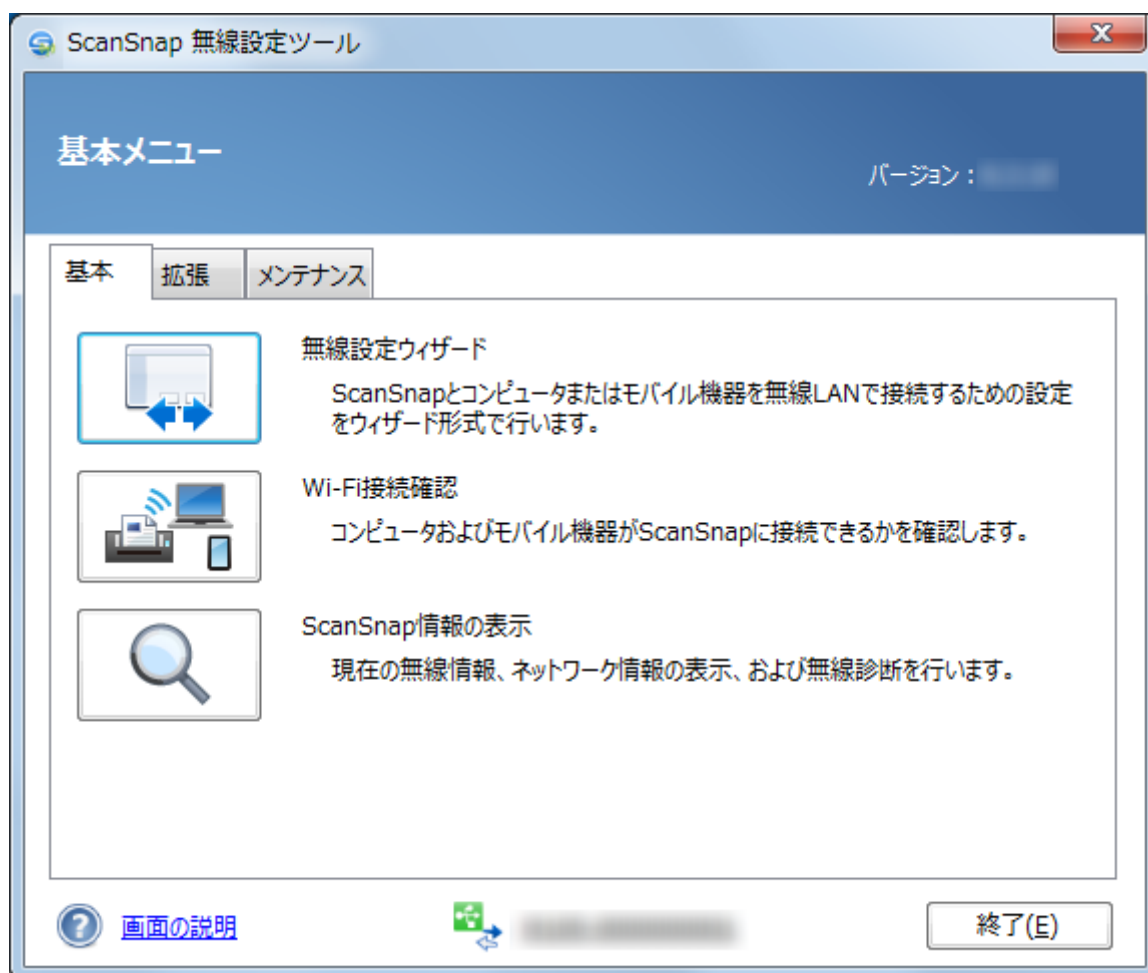 ScanSnap 無線設定ツール
基本メニュー
バージョン :
基本 拡張 メンテナンス
無線設定ウィザード
ScanSnapとコンピュータまたはモバイル機器を無線LANで接続するための設定
をウィザード形式で行います。
Wi-Fi接続確認
コンピュータおよびモバイル機器がScanSnapに接続できるかを確認します。
ScanSnap情報の表示
現在の無線情報、ネットワーク情報の表示、および無線診断を行います。
画面の説明
終了(E)